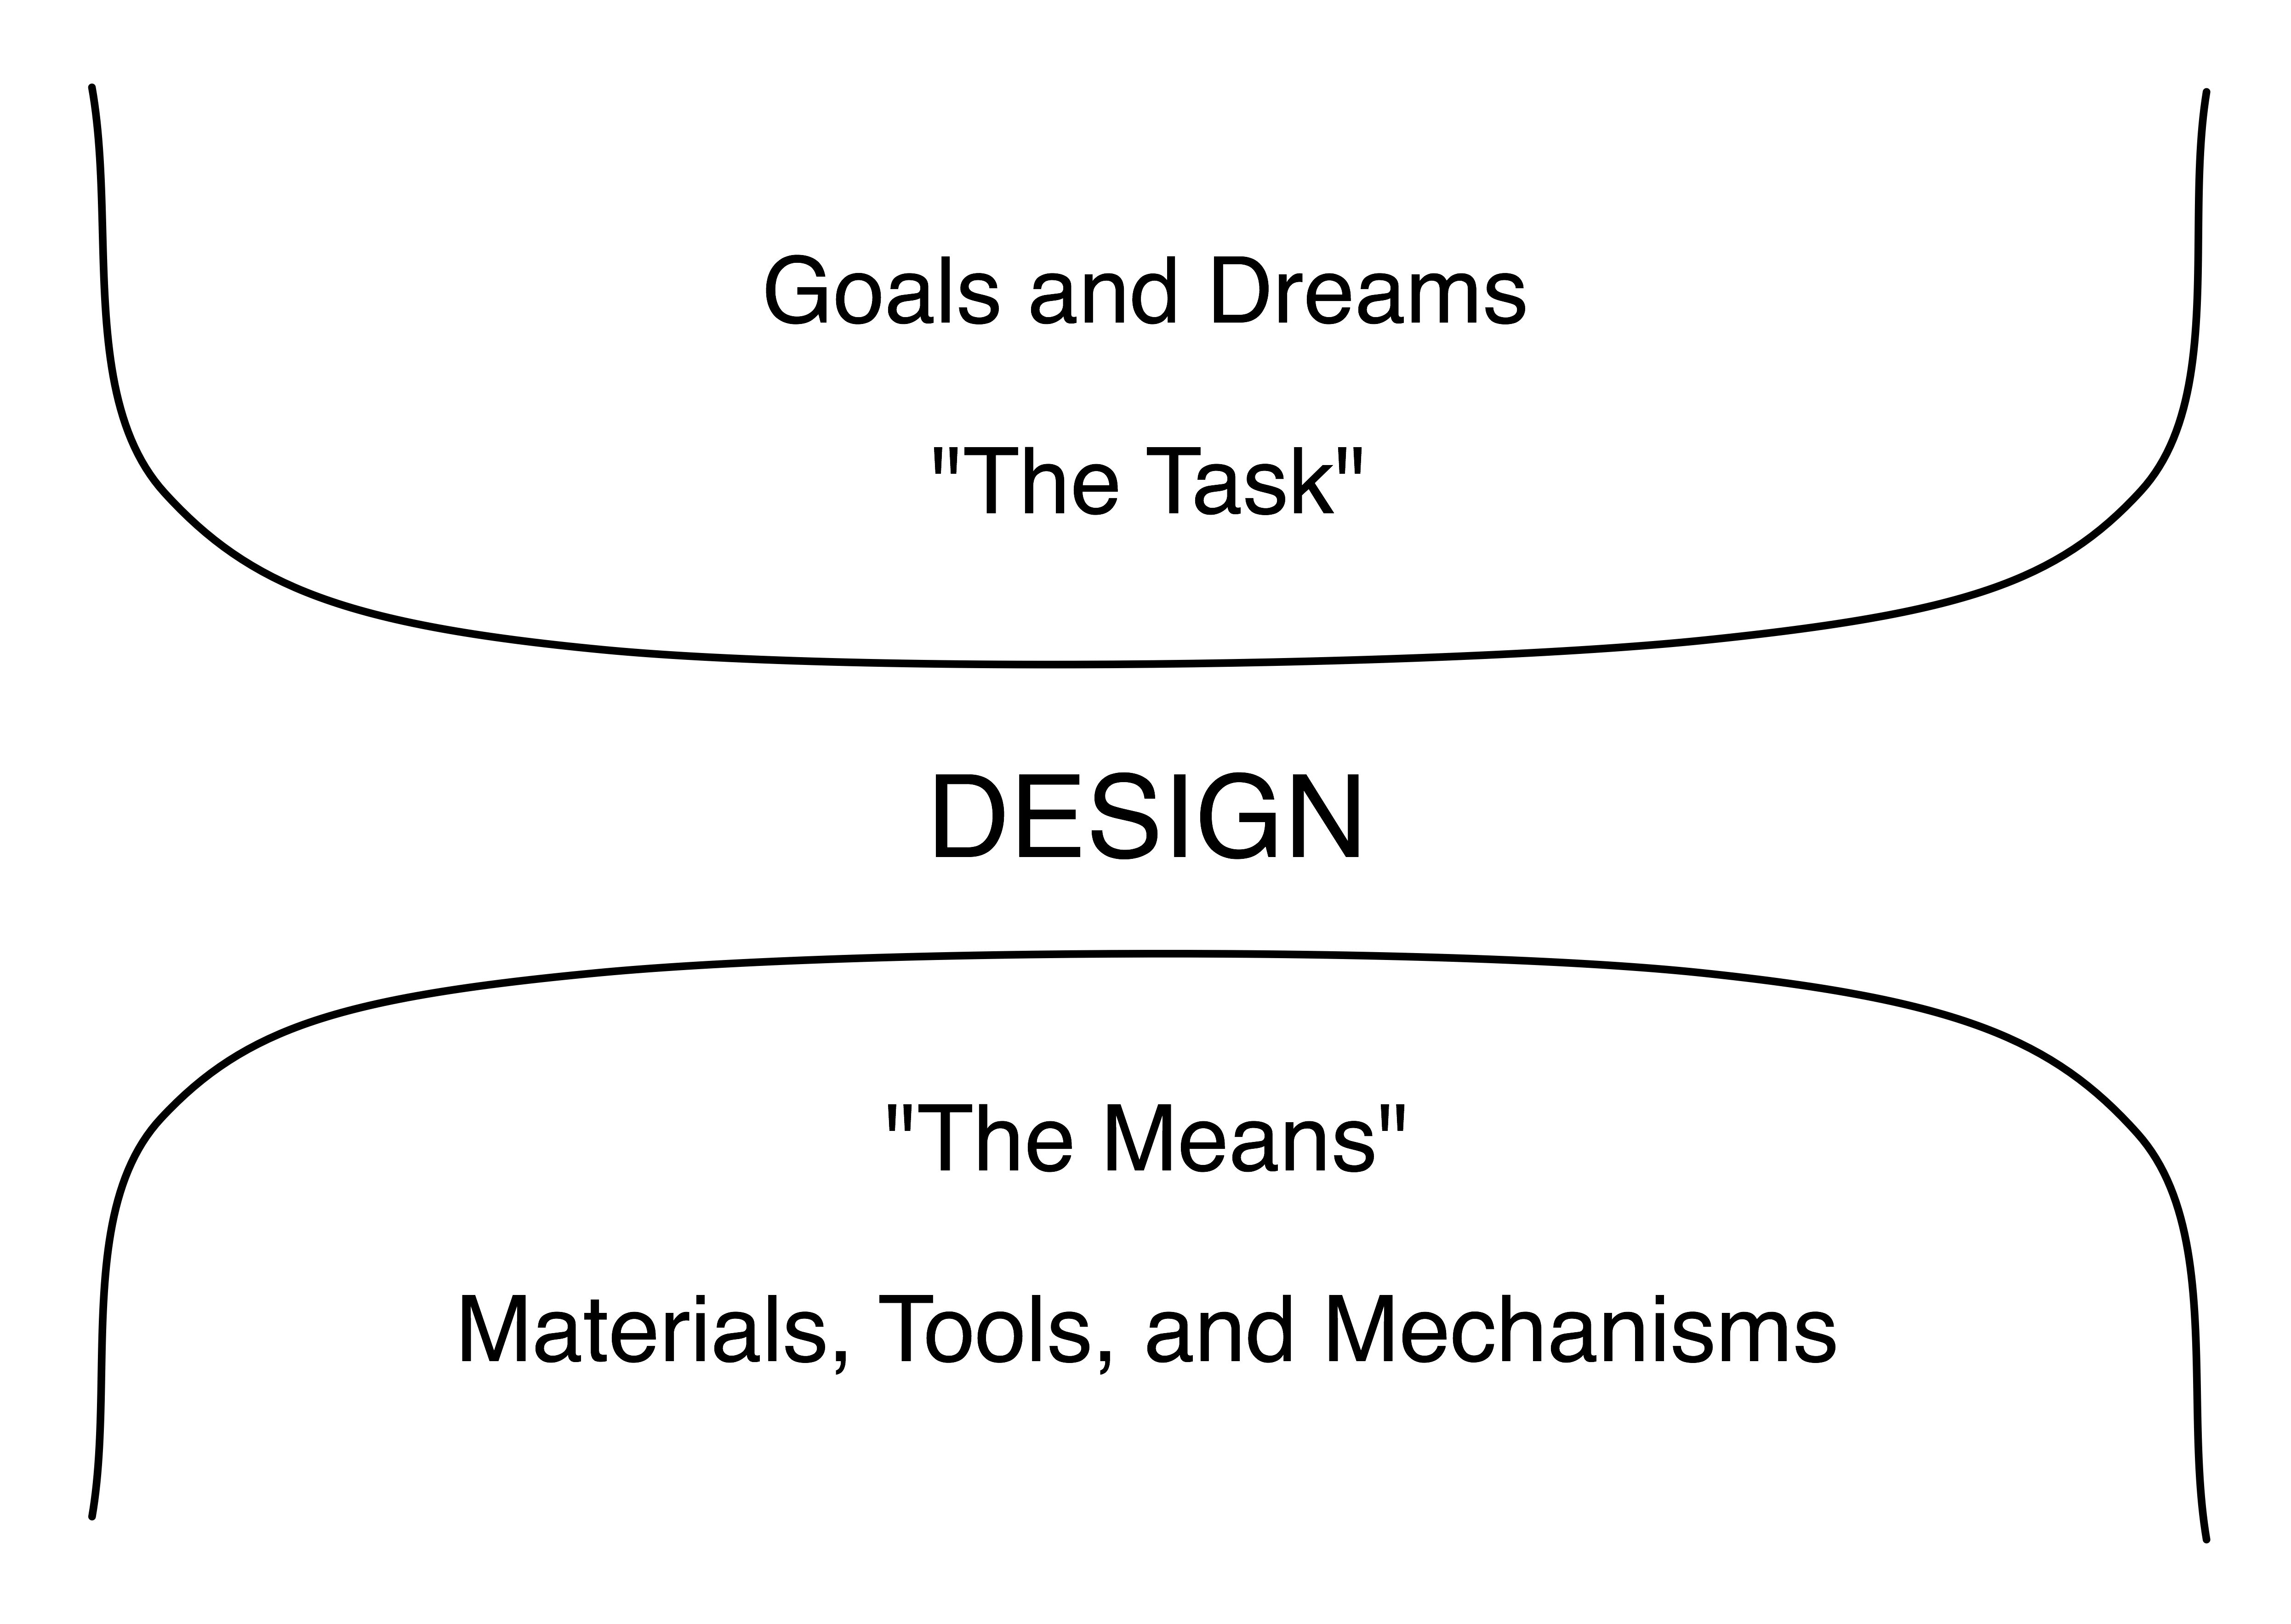 Goals and Dreams
"The Task"
DESIGN
"The Means"
Materials, Tools, and Mechanisms